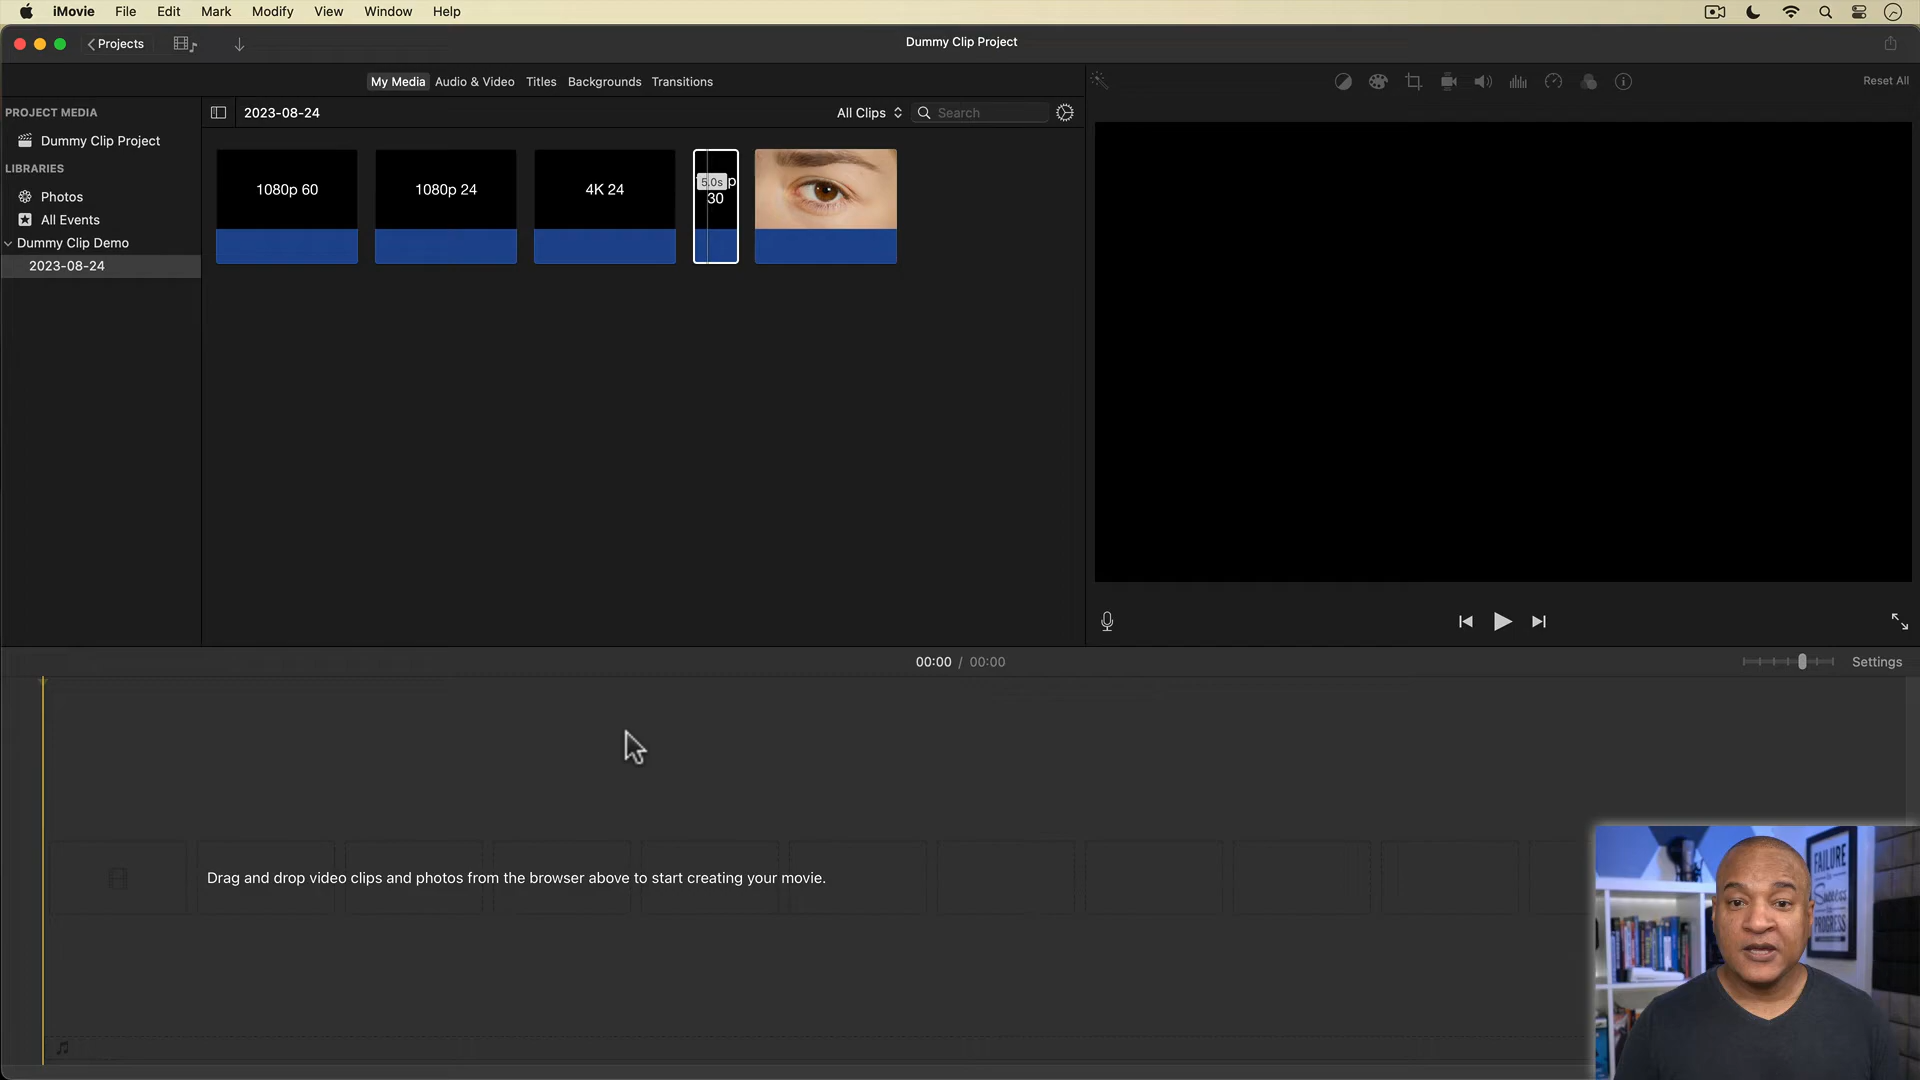 iMovie File Edit Mark Modify View Window Help
Projects
Dummy Clip Project
My Media Audio & Video Titles Backgrounds Transitions
Reset All
PROJECT MEDIA
2023-08-24
All Clips
Search
Dummy Clip Project
LIBRARIES
Photos
All Events
Dummy Clip Demo
2023-08-24
1080p 60
1080p 24
4K 24
5.0s p
30
00:00 / 00:00
Settings
Drag and drop video clips and photos from the browser above to start creating your movie.
FAILURE
Success
PROGRESS